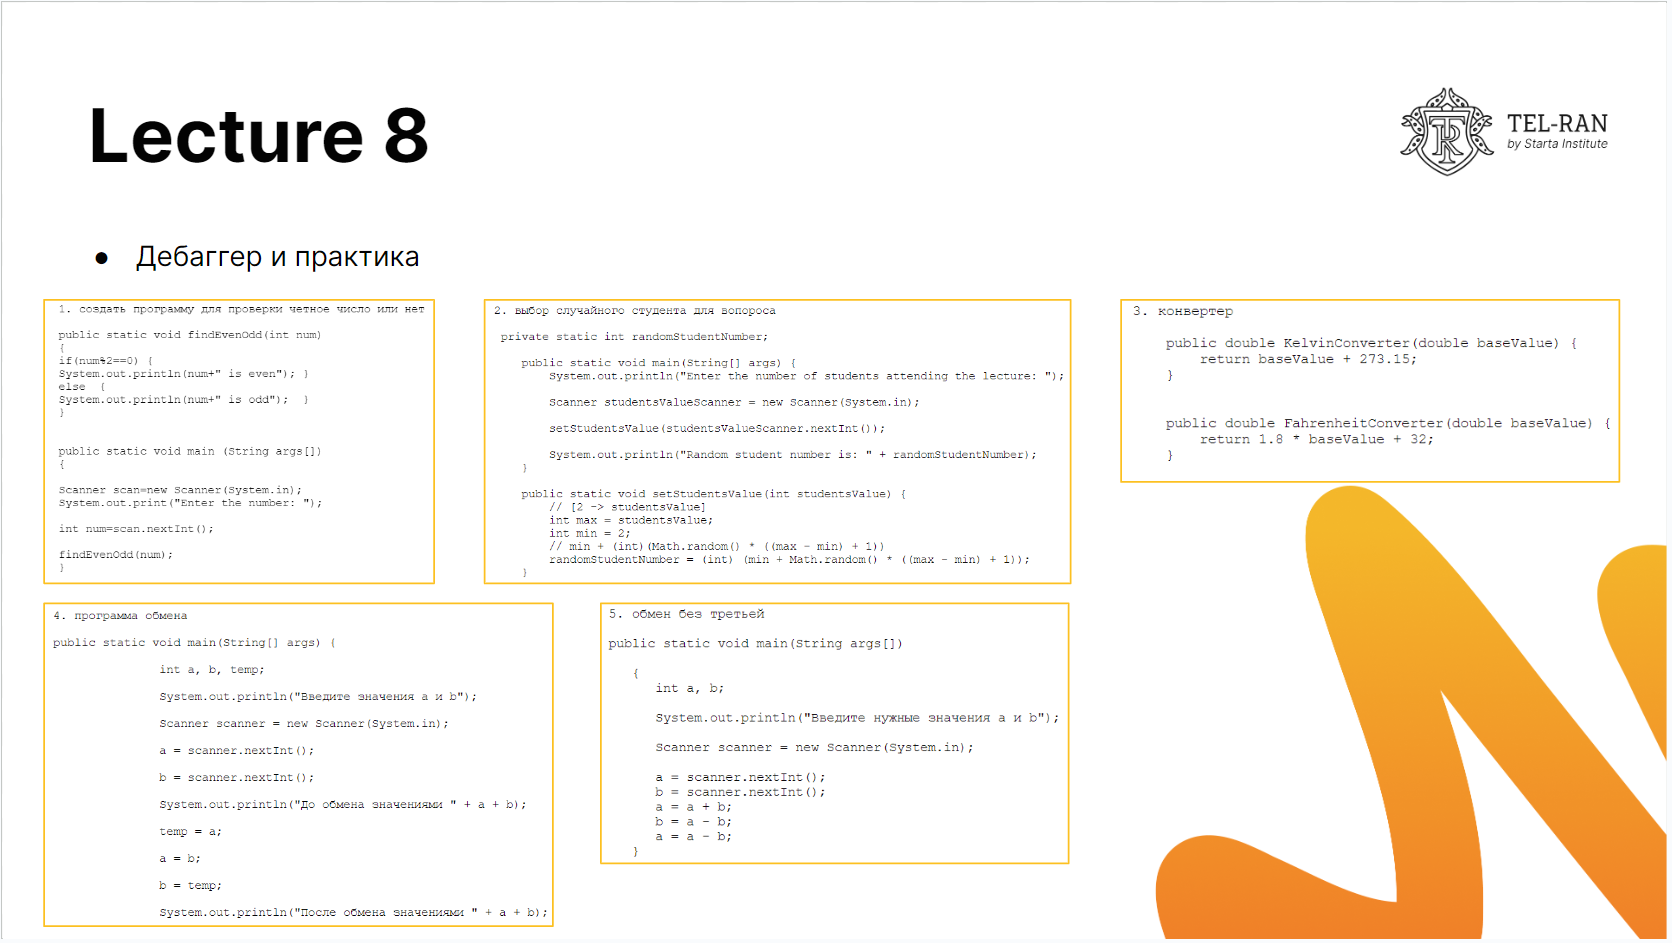 Lecture 8
TEL-RAN
by Starta Institute
● Дебаггер и практика
1. создать программу для проверки четное число или нет
public static void findEvenOdd(int num)
{
if(num%2==0) {
System.out.println(num+" is even"); }
else  {
System.out.println(num+" is odd");  }
}
public static void main (String args[])
{
Scanner scan=new Scanner(System.in);
System.out.print("Enter the number: ");
int num=scan.nextInt();
findEvenOdd(num);
}
2. выбор случайного студента для вопороса
private static int randomStudentNumber;
public static void main(String[] args) {
System.out.println("Enter the number of students attending the lecture: ");
Scanner studentsValueScanner = new Scanner(System.in);
setStudentsValue(studentsValueScanner.nextInt());
System.out.println("Random student number is: " + randomStudentNumber);
}
public static void setStudentsValue(int studentsValue) {
// [2 -> studentsValue]
int max = studentsValue;
int min = 2;
// min + (int)(Math.random() * ((max - min) + 1))
randomStudentNumber = (int) (min + Math.random() * ((max - min) + 1));
}
3. конвертер
public double KelvinConverter(double baseValue) {
return baseValue + 273.15;
}
public double FahrenheitConverter(double baseValue) {
return 1.8 * baseValue + 32;
}
4. программа обмена
public static void main(String[] args) {
int a, b, temp;
System.out.println("Введите значения a и b");
Scanner scanner = new Scanner(System.in);
a = scanner.nextInt();
b = scanner.nextInt();
System.out.println("До обмена значениями " + a + b);
temp = a;
a = b;
b = temp;
System.out.println("После обмена значениями " + a + b);
5. обмен без третьей
public static void main(String args[])
{
int a, b;
System.out.println("Введите нужные значения a и b");
Scanner scanner = new Scanner(System.in);
a = scanner.nextInt();
b = scanner.nextInt();
a = a + b;
b = a - b;
a = a - b;
}